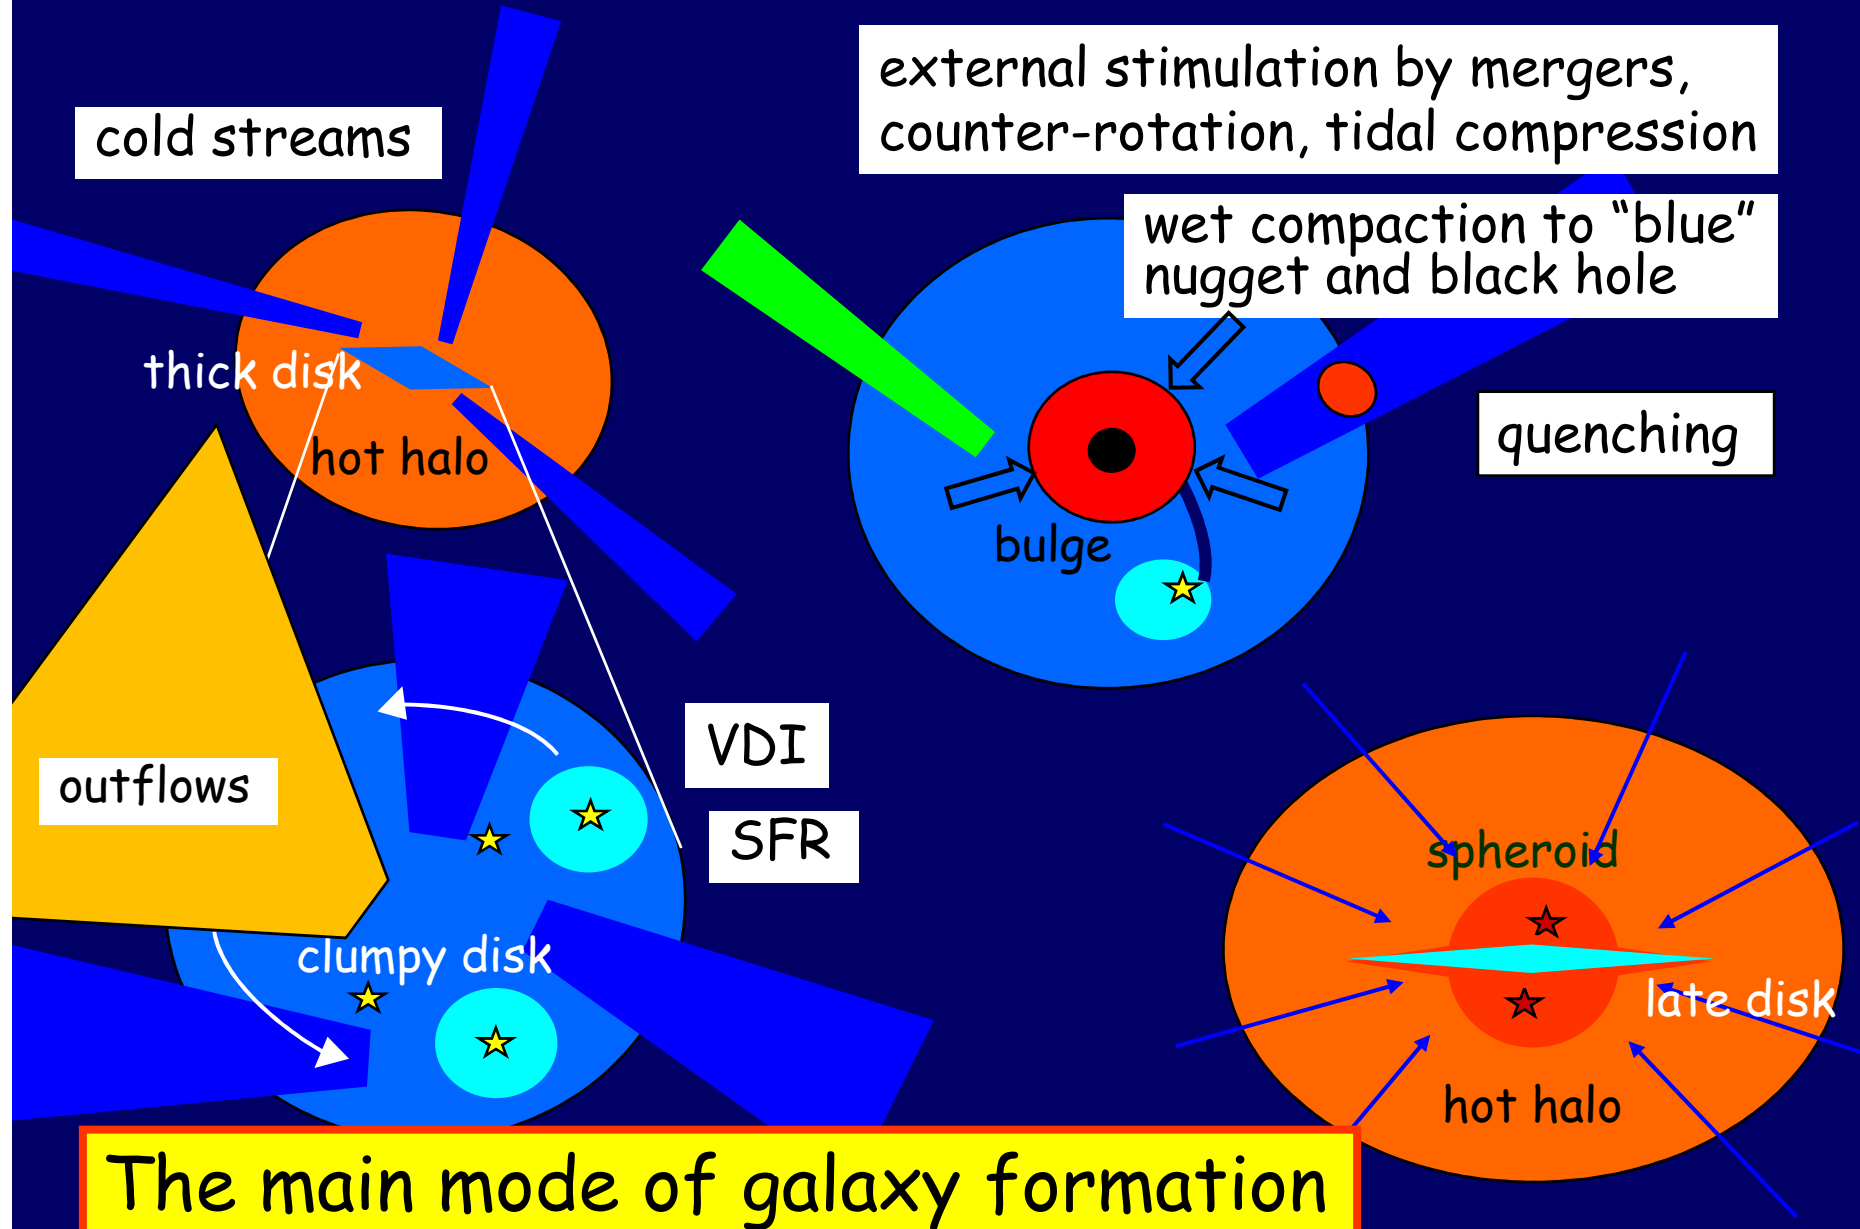 external stimulation by mergers,
counter-rotation, tidal compression
cold streams
wet compaction to “blue”
nugget and black hole
thick disk
hot halo
quenching
bulge
VDI
SFR
outflows
clumpy disk
spheroid
late disk
hot halo
The main mode of galaxy formation